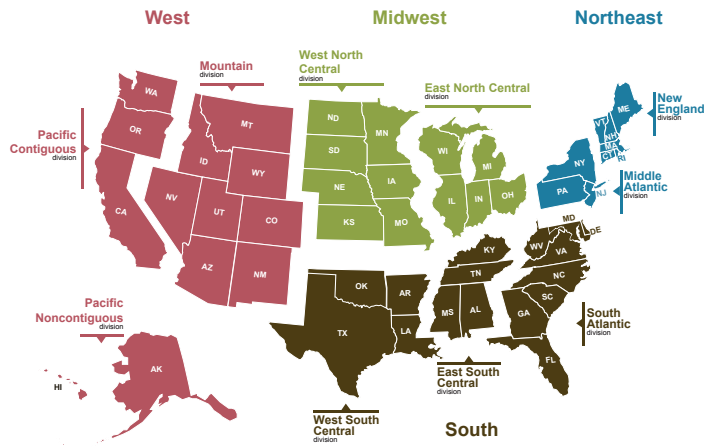 West
Midwest
Northeast
Mountain
division
West North
Central
division
East North Central
division
New
England
division
Pacific
Contiguous
division
Middle
Atlantic
division
WA
OR
CA
MT
ID
WY
NV
UT
CO
AZ
NM
ND
MN
SD
NE
IA
KS
MO
WI
MI
IL
IN
OH
ME
VT
NH
MA
CT
RI
NY
PA
NJ
MD
DE
WV
VA
KY
TN
NC
SC
GA
FL
OK
AR
TX
LA
MS
AL
Pacific
Noncontiguous
division
HI
AK
South
Atlantic
division
East South
Central
division
West South
Central
division
South